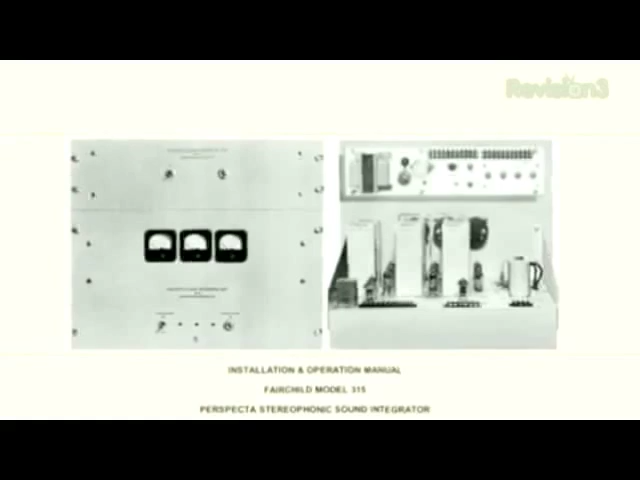 Revision3
INSTALLATION & OPERATION MANUAL
FAIRCHILD MODEL 315
PERSPECTA STEREOPHONIC SOUND INTEGRATOR